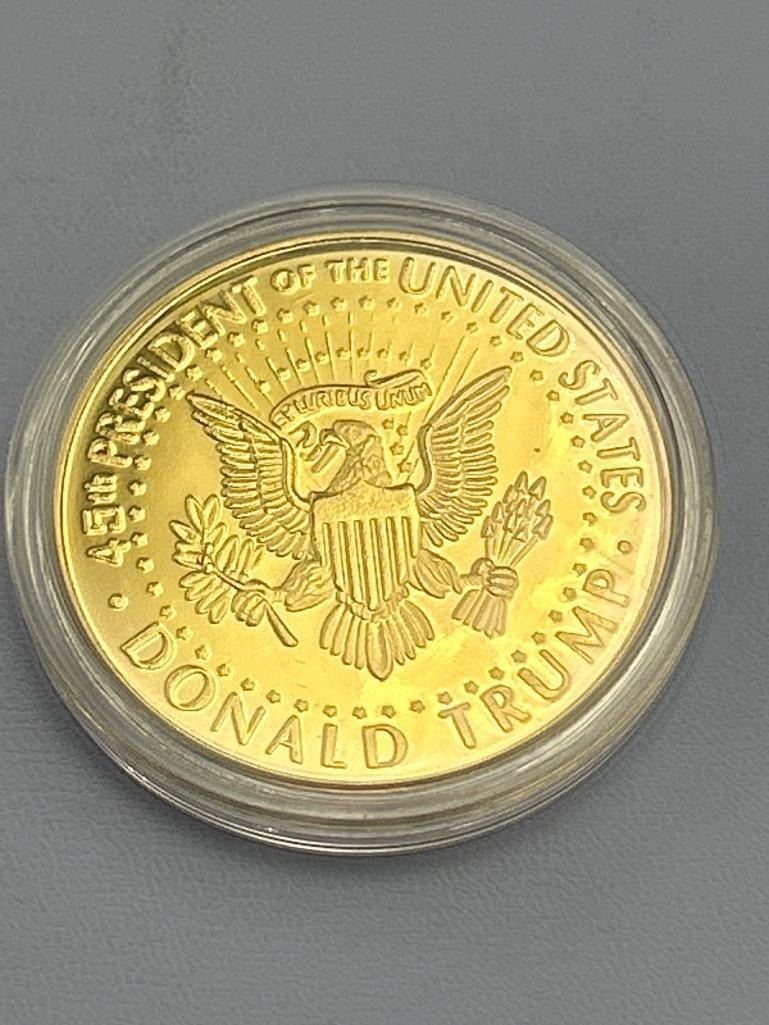 45th PRESIDENT OF THE UNITED STATES
E PLURIBUS UNUM
DONALD TRUMP